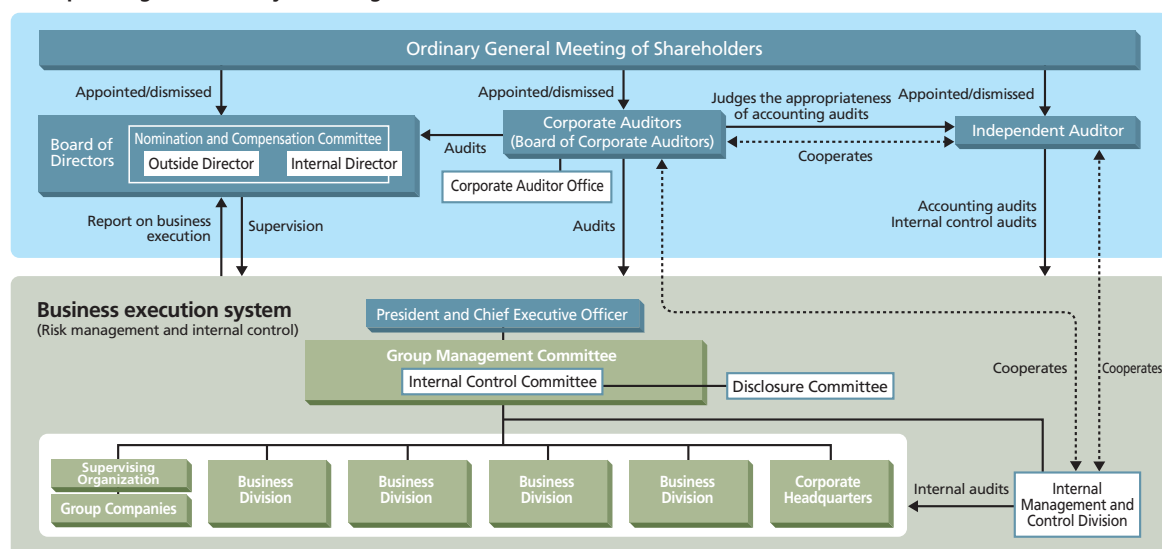 Ordinary General Meeting of Shareholders
Appointed/dismissed
Appointed/dismissed
Judges the appropriateness
of accounting audits
Appointed/dismissed
Board of
Directors
Nomination and Compensation Committee
Outside Director
Internal Director
Audits
Corporate Auditors
(Board of Corporate Auditors)
Cooperates
Independent Auditor
Corporate Auditor Office
Report on business
execution
Supervision
Audits
Accounting audits
Internal control audits
Business execution system
(Risk management and internal control)
President and Chief Executive Officer
Group Management Committee
Internal Control Committee
Disclosure Committee
Cooperates
Cooperates
Supervising
Organization
Group Companies
Business
Division
Business
Division
Business
Division
Business
Division
Corporate
Headquarters
Internal audits
Internal
Management and
Control Division